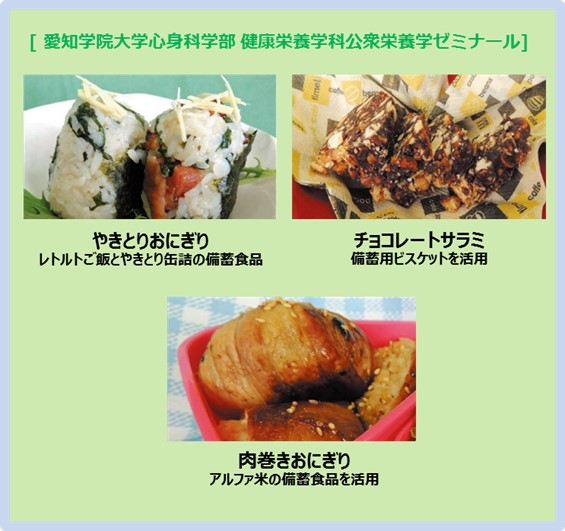 [ 愛知学院大学心身科学部 健康栄養学科公衆栄養学ゼミナール]
やきとりおにぎり
レトルトご飯とやきとり缶詰の備蓄食品
チョコレートサラミ
備蓄用ビスケットを活用
肉巻きおにぎり
アルファ米の備蓄食品を活用